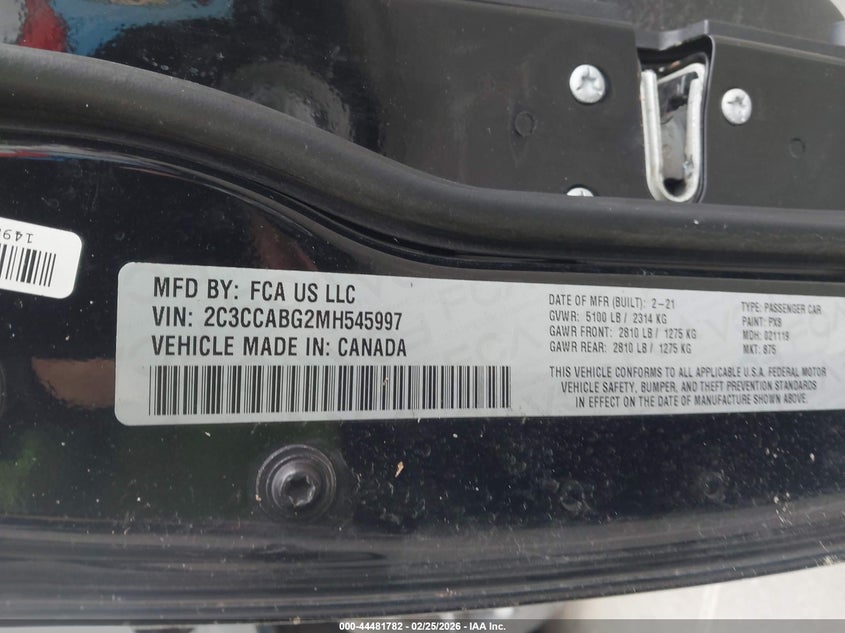 149
MFD BY: FCA US LLC
VIN: 2C3CCABG2MH545997
VEHICLE MADE IN: CANADA
DATE OF MFR (BUILT): 2-21
GVWR: 5100 LB / 2314 KG
GAWR FRONT: 2810 LB / 1275 KG
GAWR REAR: 2810 LB / 1275 KG
TYPE: PASSENGER CAR
PAINT: PX8
MDH: 021119
MKT: 875
THIS VEHICLE CONFORMS TO ALL APPLICABLE U.S.A. FEDERAL MOTOR
VEHICLE SAFETY, BUMPER, AND THEFT PREVENTION STANDARDS
IN EFFECT ON THE DATE OF MANUFACTURE SHOWN ABOVE.
000-44481782 - 02/25/2026 - IAA Inc.